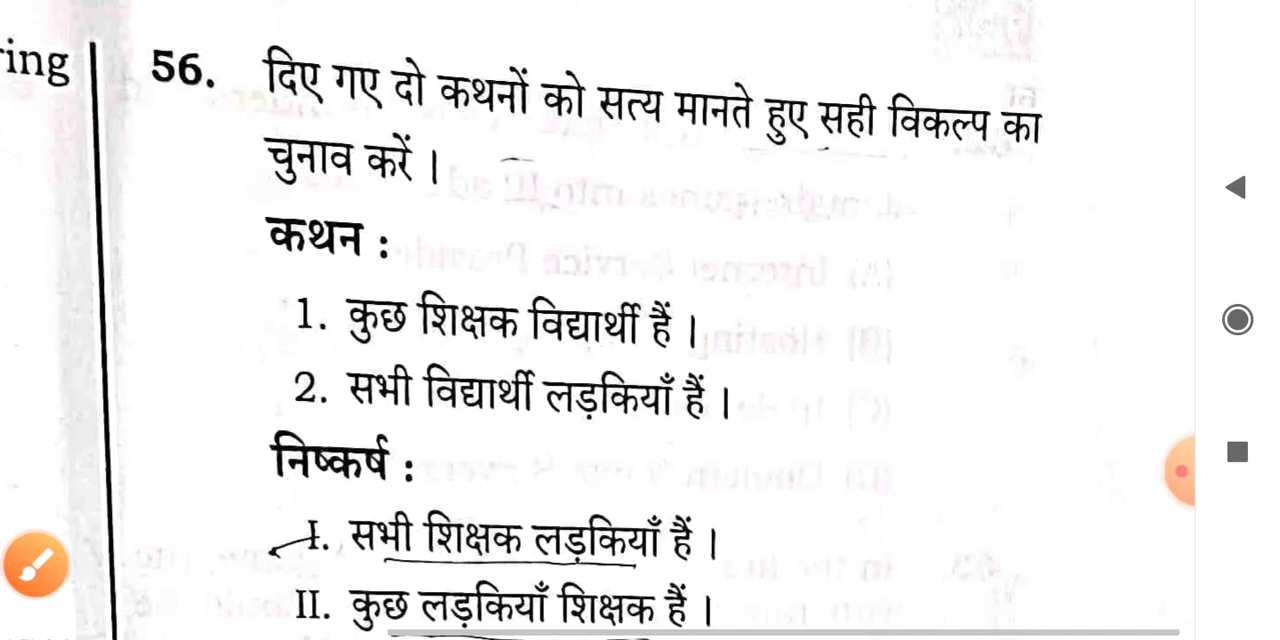 ing
56. दिए गए दो कथनों को सत्य मानते हुए सही विकल्प का
चुनाव करें ।
कथन :
1. कुछ शिक्षक विद्यार्थी हैं ।
2. सभी विद्यार्थी लड़कियाँ हैं ।
निष्कर्ष :
I. सभी शिक्षक लड़कियाँ हैं ।
II. कुछ लड़कियाँ शिक्षक हैं ।